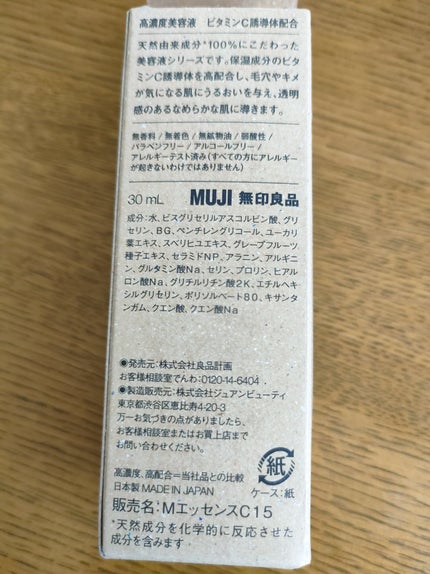 高濃度美容液　ビタミンC誘導体配合
天然由来成分*100%にこだわった
美容液シリーズです。保湿成分のビタ
ミンC誘導体を高配合し、毛穴やキメ
が気になる肌にうるおいを与え、透明
感のあるなめらかな肌に導きます。
無香料/無着色/無鉱物油/弱酸性/
パラベンフリー/アルコールフリー/
アレルギーテスト済み(すべての方にアレルギー
が起きないわけではありません)
30mL MUJI 無印良品
成分:水、ビスグリセリルアスコルビン酸、グリ
セリン、BG、ペンチレングリコール、ユーカリ
葉エキス、スベリヒユエキス、グレープフルーツ
種子エキス、セラミドNP、アラニン、アルギニ
ン、グルタミン酸Na、セリン、プロリン、ヒアル
ロン酸Na、グリチルリチン酸2K、エチルヘキ
シルグリセリン、ポリソルベート80、キサンタ
ンガム、クエン酸、クエン酸Na
●発売元:株式会社良品計画
お客様相談室でんわ:0120-14-6404
●製造販売元:株式会社ジュアンビューティ
東京都渋谷区恵比寿4-20-3
万一お気づきの点がありましたら、
お客様相談室またはお買上店まで
お問い合わせください。
紙
ケース:紙
高濃度、高配合=当社品との比較
日本製 MADE IN JAPAN
販売名:MエッセンスC15
*天然成分を化学的に反応させた
成分を含みます。